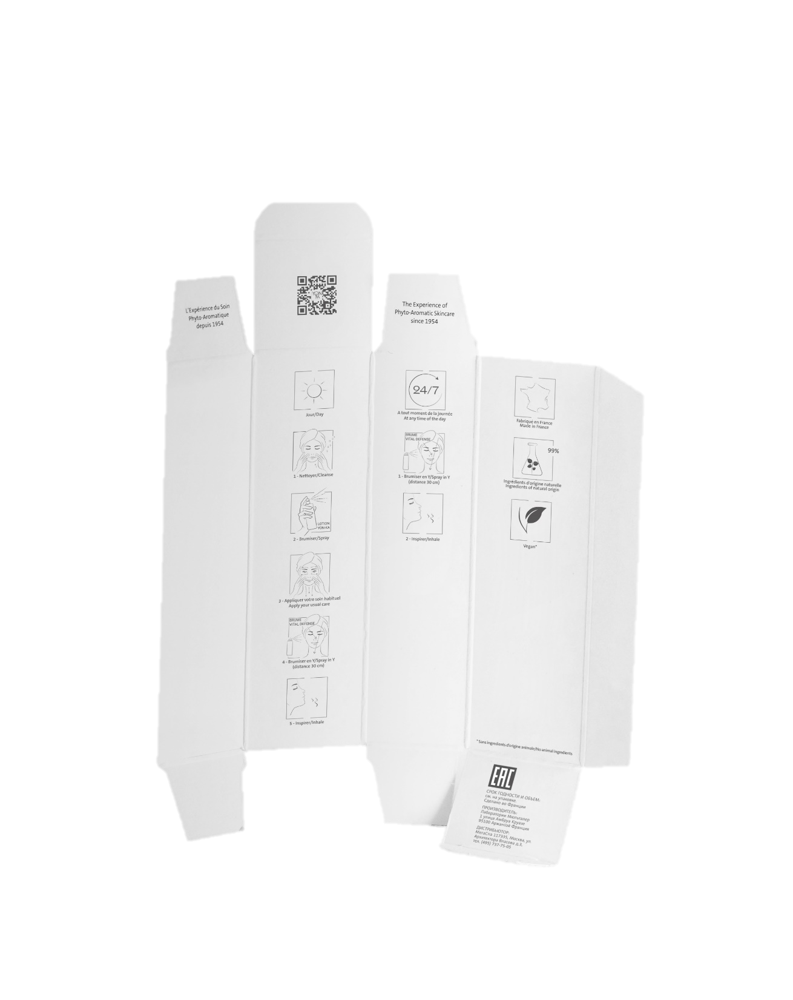 L'Expérience du Soin
Phyto-Aromatique
depuis 1954
Jour/Day
1 - Nettoyer/Cleanse
LOTION
YON-KA
2 - Brumiser/Spray
3 - Appliquer votre soin habituel
Apply your usual care
BRUME
VITAL DEFENSE
4 - Brumiser en Y/Spray in Y
(distance 30 cm)
5 - Inspirer/Inhale
The Experience of
Phyto-Aromatic Skincare
since 1954
24/7
A tout moment de la journée
At any time of the day
BRUME
VITAL DEFENSE
1 - Brumiser en Y/Spray in Y
(distance 30 cm)
2 - Inspirer/Inhale
Fabriqué en France
Made in France
99%
Ingrédients d'origine naturelle
Ingredients of natural origin
Vegan*
* Sans ingredients d'origine animale/No animal ingredients
EAC
СРОК ГОДНОСТИ И ОБЪЕМ:
см. на упаковке.
Сделано во Франции
ПРОИЗВОДИТЕЛЬ:
Лаборатории Мюльталер
1 улица Амбруа Круазе
95100 Аржантой Франция
ДИСТРИБЬЮТОР:
МегаСпа 117335, Москва, ул.
Архитектора Власова д.3,
тел. (495) 737-75-05